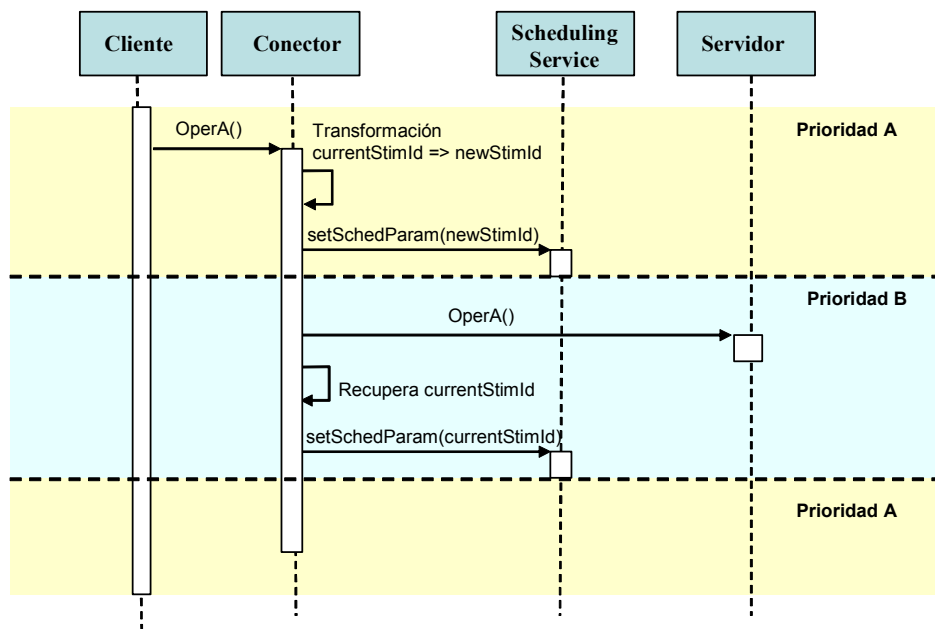 Cliente
Conector
Scheduling
Service
Servidor
Prioridad A
OperA()
Transformación
currentStimId => newStimId
setSchedParam(newStimId)
Prioridad B
OperA()
Recupera currentStimId
setSchedParam(currentStimId)
Prioridad A